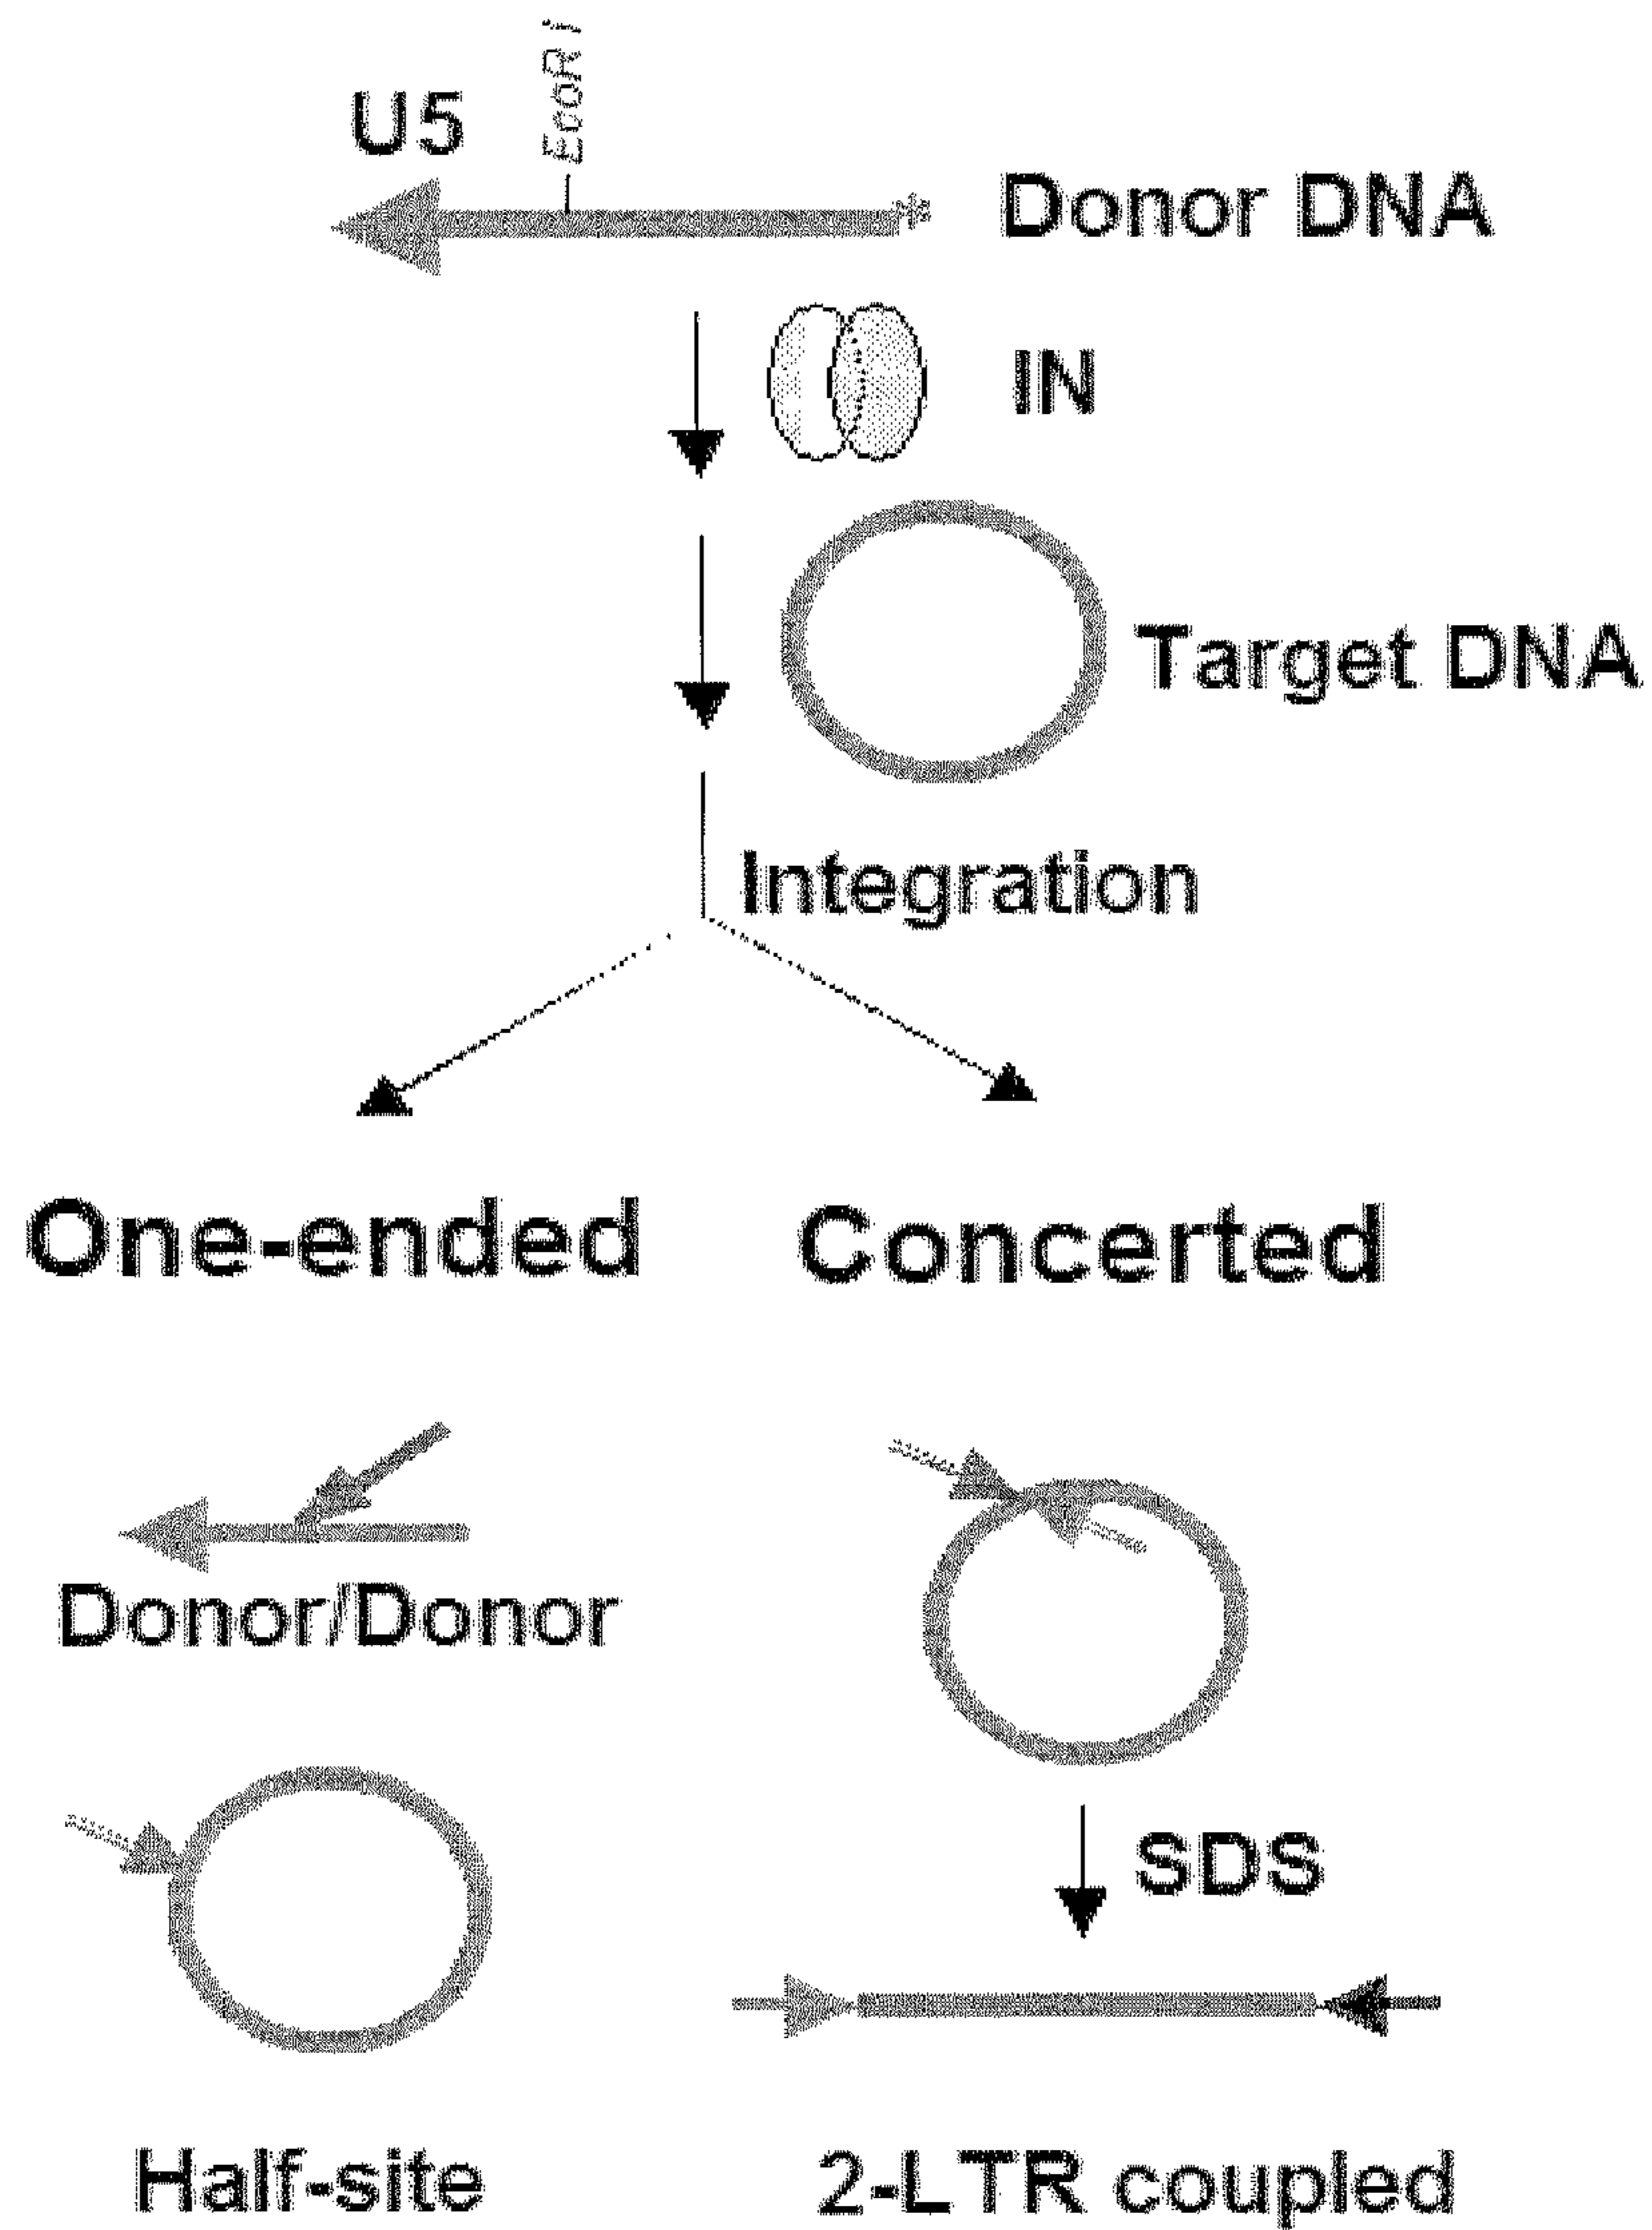 U5
EcoR I
*
Donor DNA
IN
Target DNA
Integration
One-ended
Concerted
Donor/Donor
SDS
Half-site
2-LTR coupled